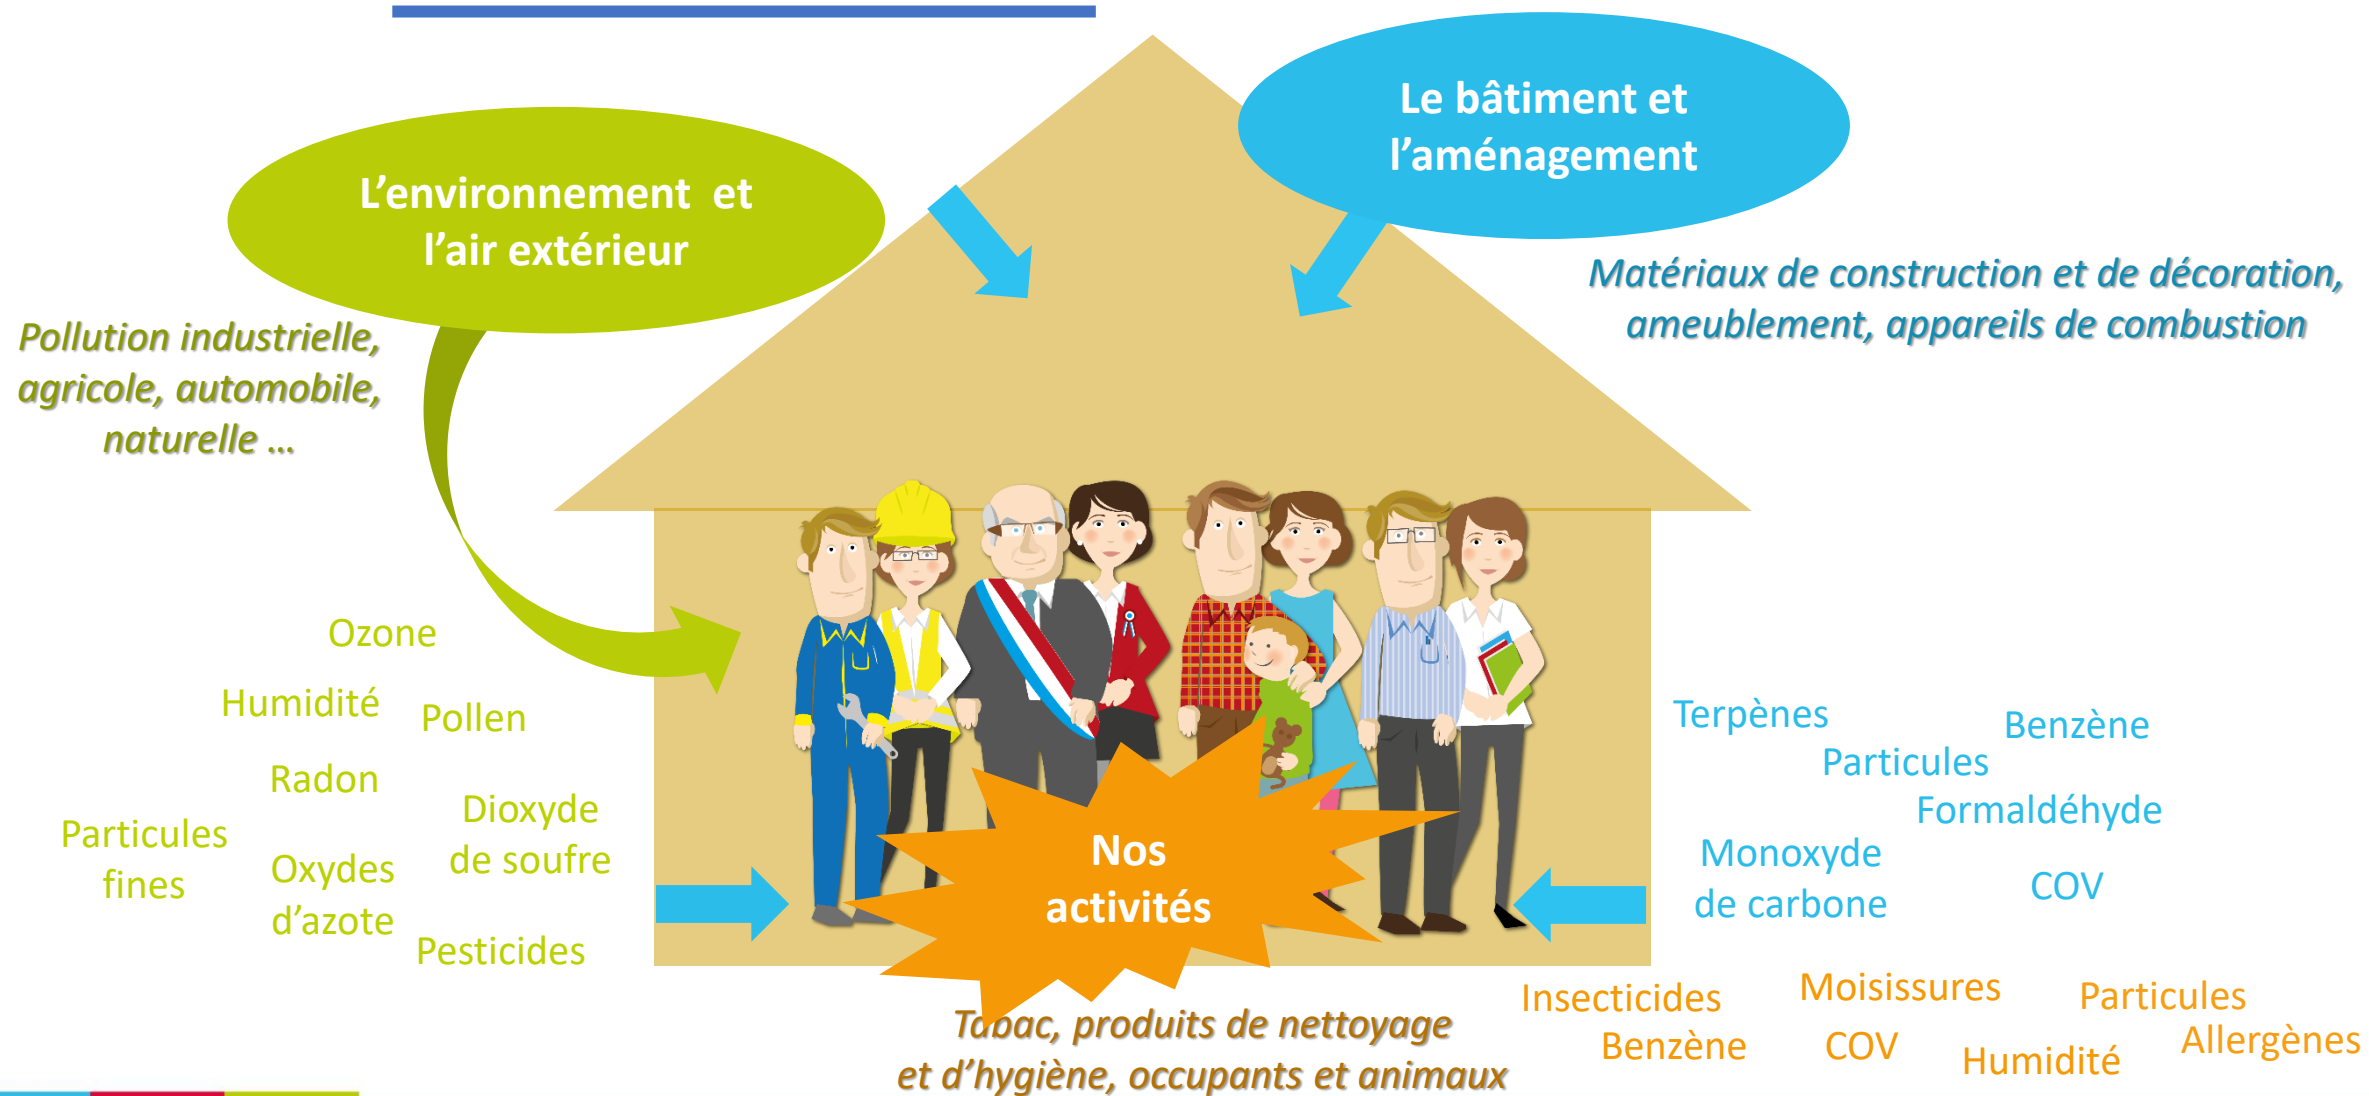 Le bâtiment et
l’aménagement
L’environnement et
l’air extérieur
Matériaux de construction et de décoration,
ameublement, appareils de combustion
Pollution industrielle,
agricole, automobile,
naturelle ...
Ozone
Humidité
Pollen
Radon
Dioxyde
de soufre
Particules
fines
Oxydes
d’azote
Pesticides
Terpènes
Benzène
Particules
Formaldéhyde
Monoxyde
de carbone
COV
Nos
activités
Tabac, produits de nettoyage
et d’hygiène, occupants et animaux
Insecticides
Moisissures
Particules
Benzène
COV
Humidité
Allergènes